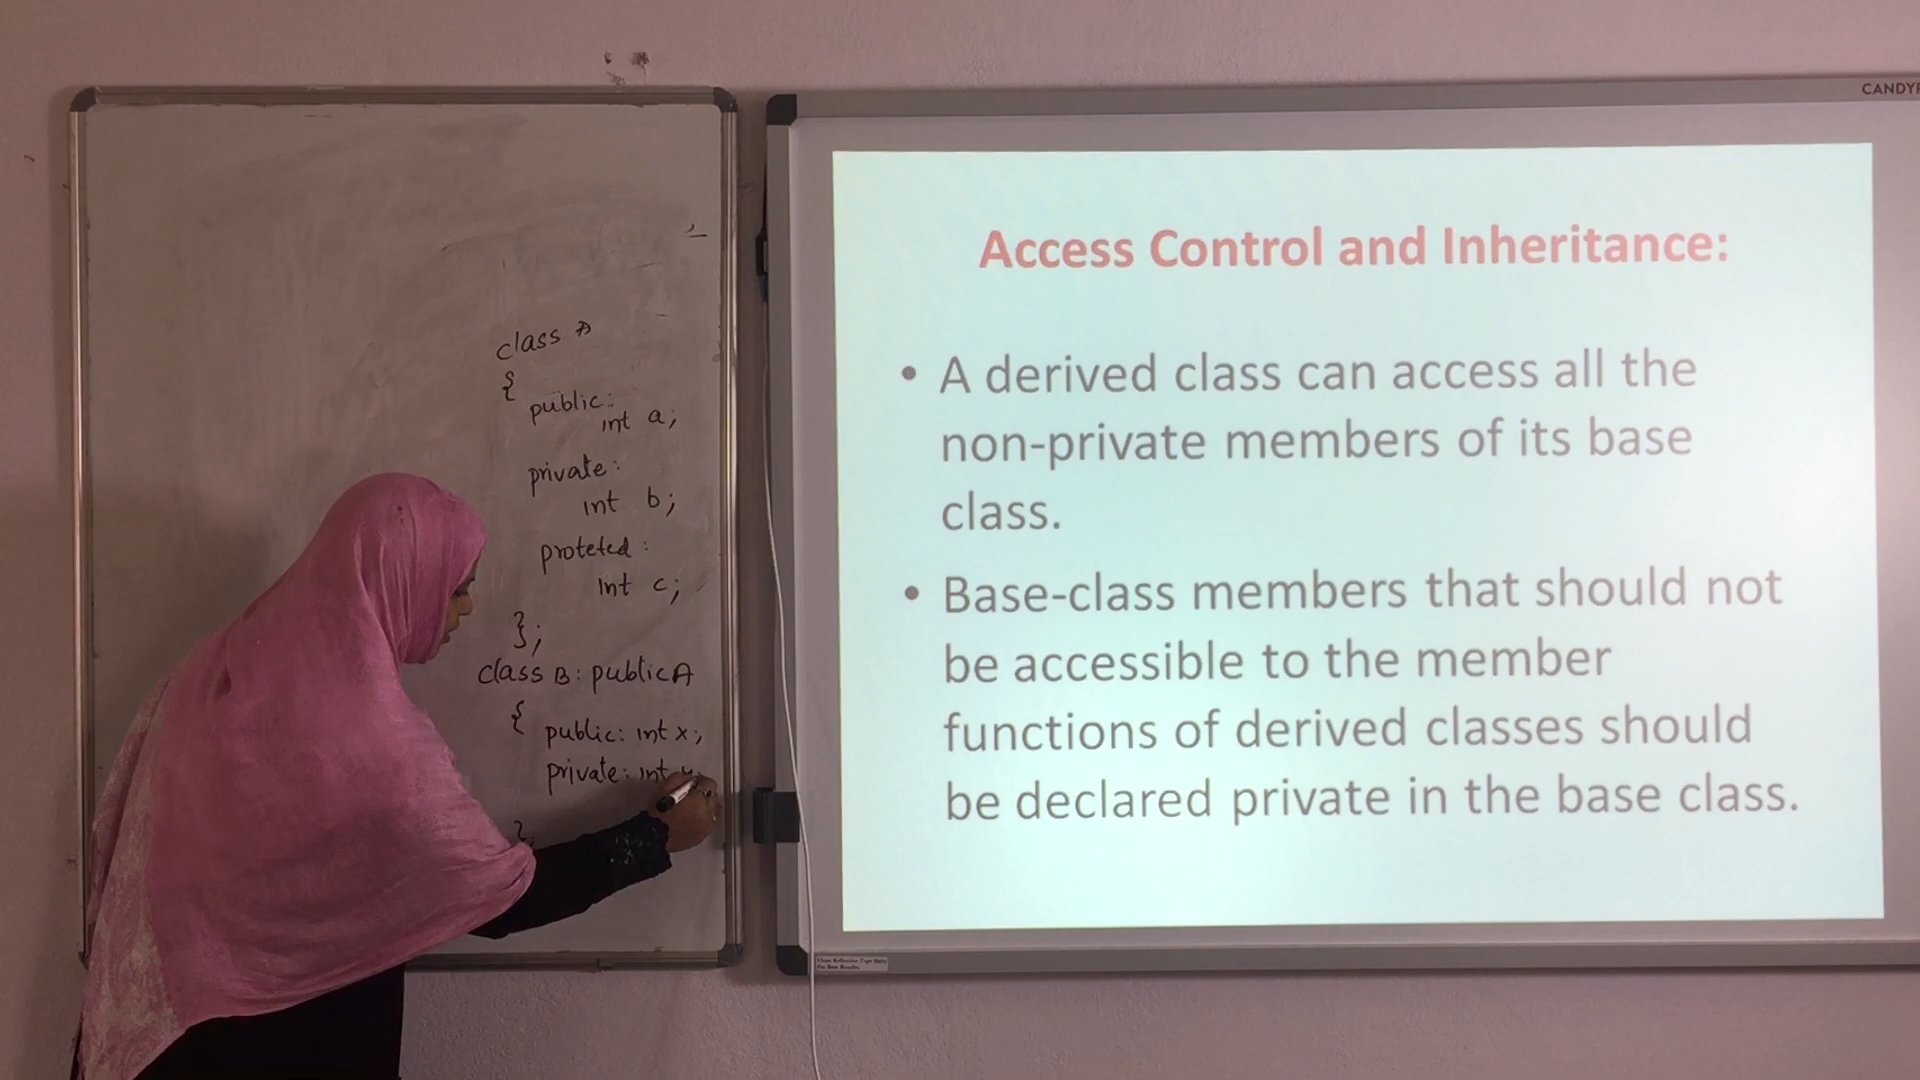 class A
{
public:
int a;
private:
int b;
proteted:
int c;
};
class B: public A
{
public: int x;
private: int y
};
Access Control and Inheritance:
• A derived class can access all the
non-private members of its base
class.
• Base-class members that should not
be accessible to the member
functions of derived classes should
be declared private in the base class.